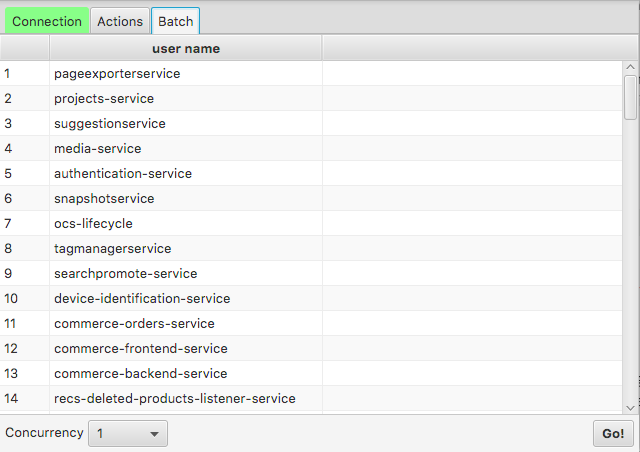 Connection Actions Batch
user name
1 pageexporterservice
2 projects-service
3 suggestionservice
4 media-service
5 authentication-service
6 snapshotservice
7 ocs-lifecycle
8 tagmanagerservice
9 searchpromote-service
10 device-identification-service
11 commerce-orders-service
12 commerce-frontend-service
13 commerce-backend-service
14 recs-deleted-products-listener-service
Concurrency 1 Go!